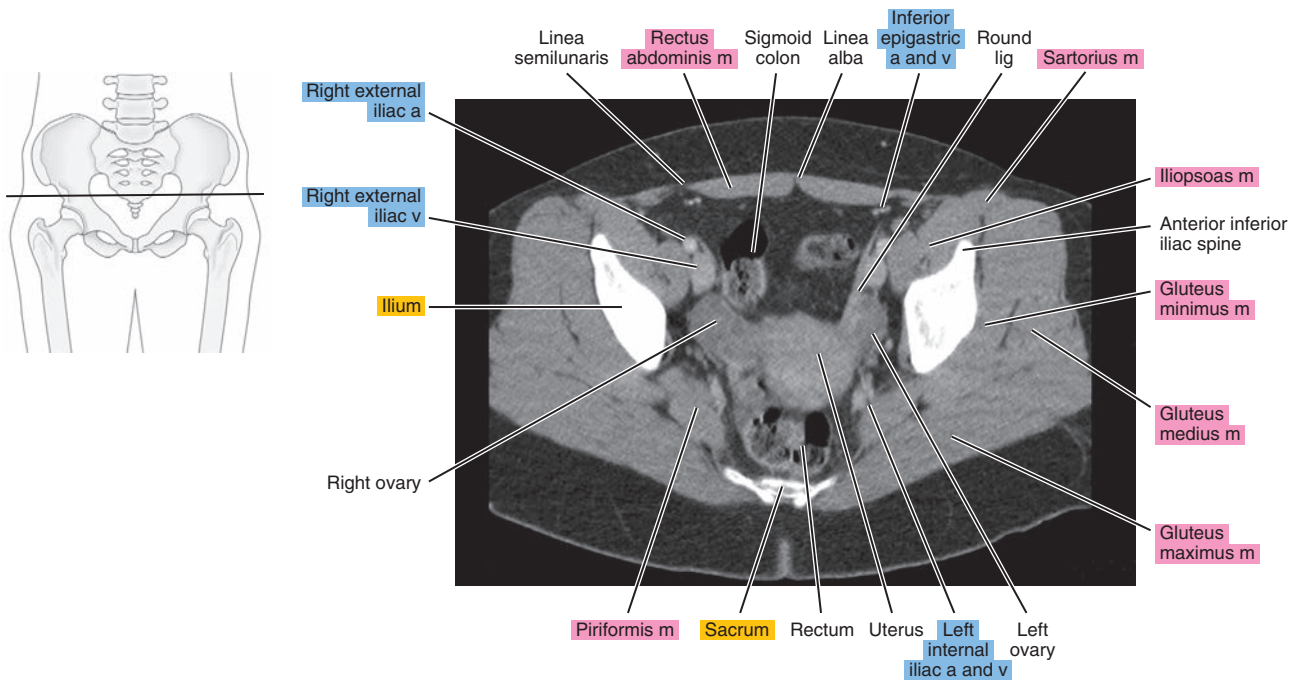 Linea
semilunaris
Rectus
abdominis m
Sigmoid
colon
Linea
alba
Inferior
epigastric
a and v
Round
lig
Sartorius m
Right external
iliac a
Right external
iliac v
Ilium
Right ovary
Iliopsoas m
Anterior inferior
iliac spine
Gluteus
minimus m
Gluteus
medius m
Gluteus
maximus m
Piriformis m
Sacrum
Rectum
Uterus
Left
internal
iliac a and v
Left
ovary